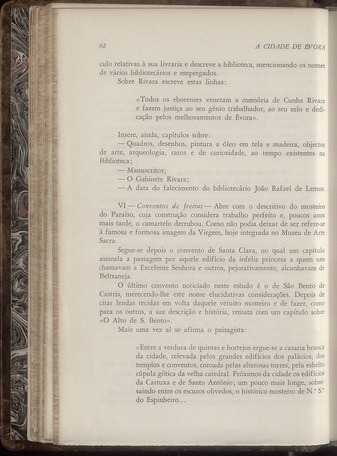 62 A CIDADE DE ÉVORA
culo relativas à sua livraria e descreve a biblioteca, mencionando os nomes
de vários bibliotecários e empregados.
Sobre Rivara escreve estas linhas:
«Todos os eborenses veneram a memória de Cunha Rivara
e fazem justiça ao seu génio trabalhador, ao seu zelo e dedi-
cação pelos melhoramentos de Évora».
Insere, ainda, capítulos sobre:
— Quadros, desenhos, pintura a óleo em tela e madeira, objectos
de arte, arqueologia, raros e de curiosidade, ao tempo existentes na
Biblioteca;
— Manuscritos;
— O Gabinete Rivara;
— A data do falecimento do bibliotecário João Rafael de Lemos.
VI — Conventos de freiras — Abre com o descritivo do mosteiro
do Paraíso, cuja construção considera trabalho perfeito e, poucos anos
mais tarde, o camartelo derrubou. Como não podia deixar de ser refere-se
à famosa e formosa imagem da Virgem, hoje integrada no Museu de Arte
Sacra.
Segue-se depois o convento de Santa Clara, no qual um capítulo
assinala a passagem por aquele edifício da infeliz princesa a quem uns
chamavam a Excelente Senhora e outros, pejorativamente, alcunhavam de
Beltraneja.
O último convento noticiado neste estudo é o de São Bento de
Castris, merecendo-lhe este nome elucidativas considerações. Depois de
citar lendas tecidas em volta daquele vetusto mosteiro e de fazer, como
para os outros, a sua descrição e história, remata com um capítulo sobre
«O Alto de S. Bento».
Mais uma vez aí se afirma o paisagista:
«Entre a verdura de quintas e hortejos ergue-se a casaria branca
da cidade, relevada pelos grandes edifícios dos palácios, dos
templos e conventos, coroada pelas alterosas torres, pela esbelta
cúpula gótica da velha catedral. Próximos da cidade os edifícios
da Cartuxa e de Santo António; um pouco mais longe, sobre-
saindo entre os escuros olivedos, o histórico mosteiro de N.ª S.ª
do Espinheiro...